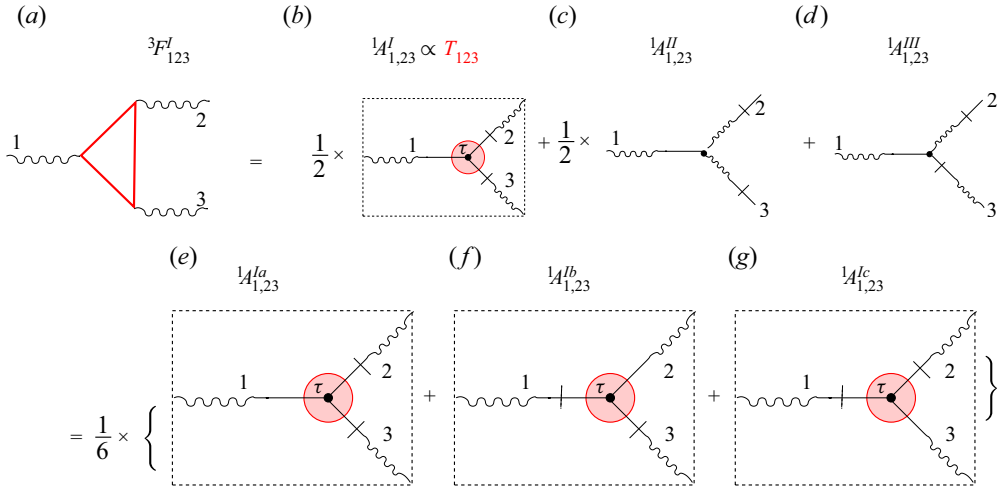 (a) (b) (c) (d)
³F^I_123 ¹A^I_1,23 ∝ T_123 ¹A^II_1,23 ¹A^III_1,23
1 2 3 = 1/2 × 1 τ 2 3 + 1/2 × 1 2 3 + 1 2 3
(e) (f) (g)
¹A^Ia_1,23 ¹A^Ib_1,23 ¹A^Ic_1,23
= 1/6 × { 1 τ 2 3 + 1 τ 2 3 + 1 τ 2 3 }